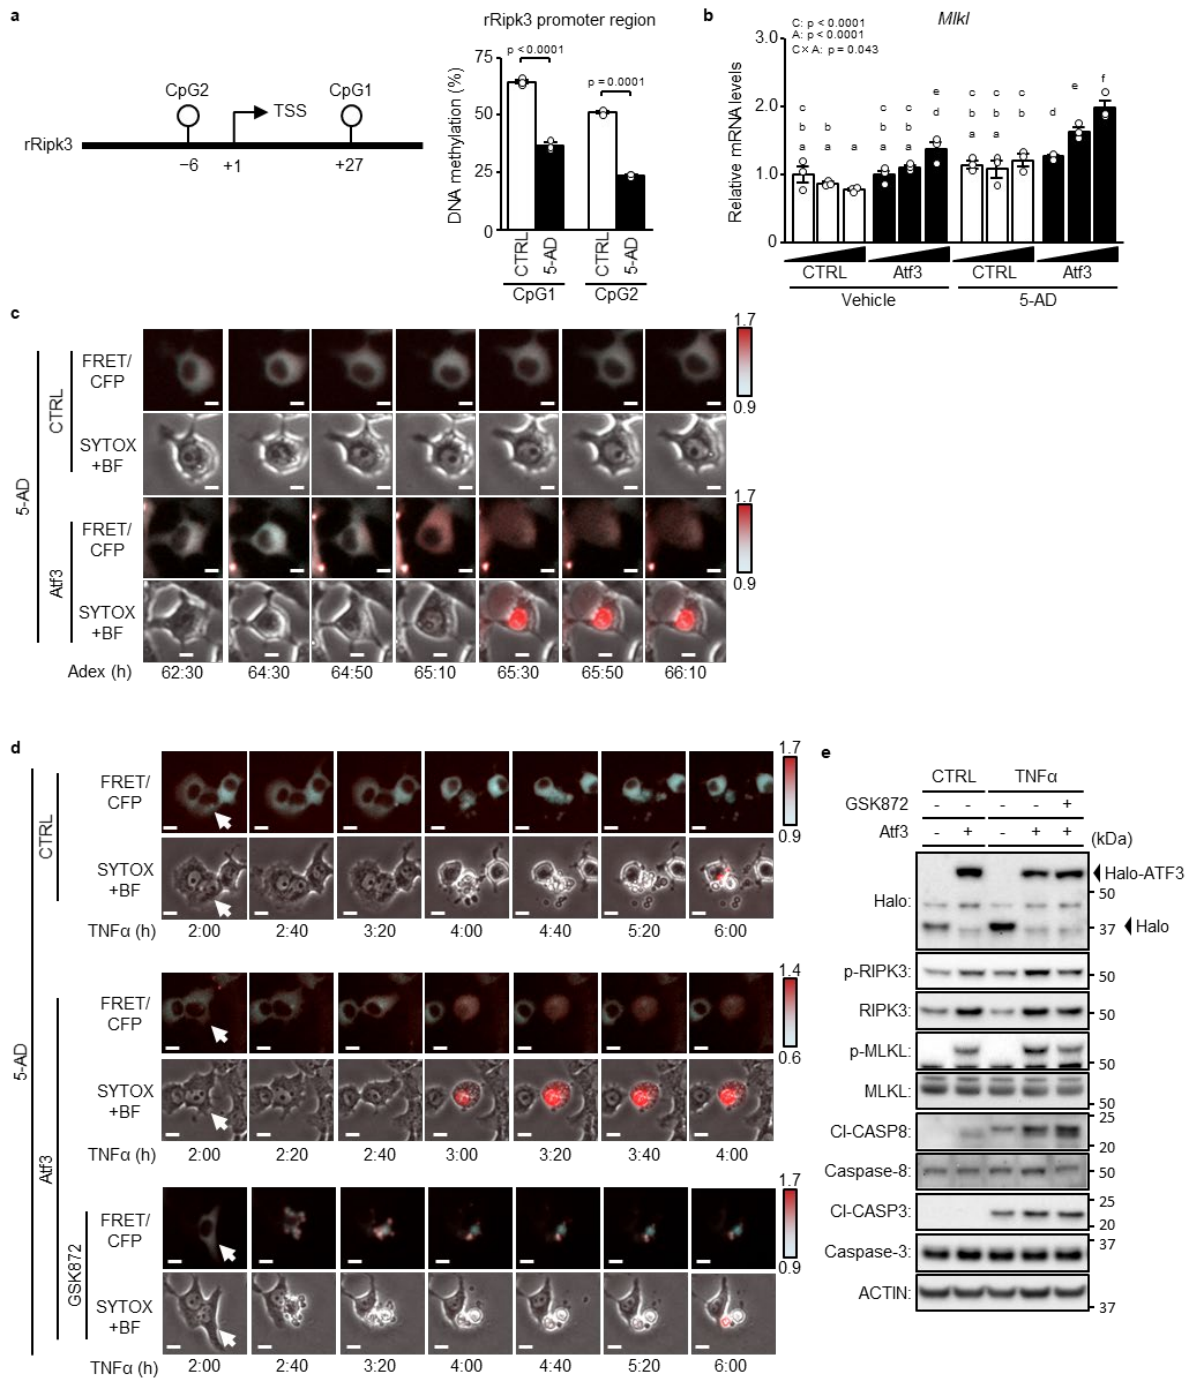 a
rRipk3 promoter region
CpG2
CpG1
TSS
rRipk3
−6
+1
+27
DNA methylation (%)
75
50
25
0
p < 0.0001
p = 0.0001
CTRL
5-AD
CTRL
5-AD
CpG1
CpG2
b
Mlkl
C: p < 0.0001
A: p < 0.0001
C × A: p = 0.043
Relative mRNA levels
3.0
2.0
1.0
0
c
b
a
b
a
a
c
b
a
c
b
a
e
d
c
b
a
c
b
a
c
b
d
e
f
CTRL
Atf3
CTRL
Atf3
Vehicle
5-AD
c
5-AD
CTRL
FRET/
CFP
SYTOX
+BF
1.7
0.9
Atf3
FRET/
CFP
SYTOX
+BF
1.7
0.9
Adex (h)
62:30
64:30
64:50
65:10
65:30
65:50
66:10
d
5-AD
CTRL
FRET/
CFP
SYTOX
+BF
1.7
0.9
TNFα (h)
2:00
2:40
3:20
4:00
4:40
5:20
6:00
Atf3
FRET/
CFP
SYTOX
+BF
1.4
0.6
TNFα (h)
2:00
2:20
2:40
3:00
3:20
3:40
4:00
GSK872
FRET/
CFP
SYTOX
+BF
1.7
0.9
TNFα (h)
2:00
2:40
3:20
4:00
4:40
5:20
6:00
e
CTRL TNFα
GSK872 - - - - +
Atf3 - + - + + (kDa)
Halo:
Halo-ATF3
50
37 Halo
p-RIPK3: 50
RIPK3: 50
p-MLKL: 50
MLKL: 50
Cl-CASP8: 25
20
Caspase-8: 50
Cl-CASP3: 25
20
Caspase-3: 37
ACTIN: 37